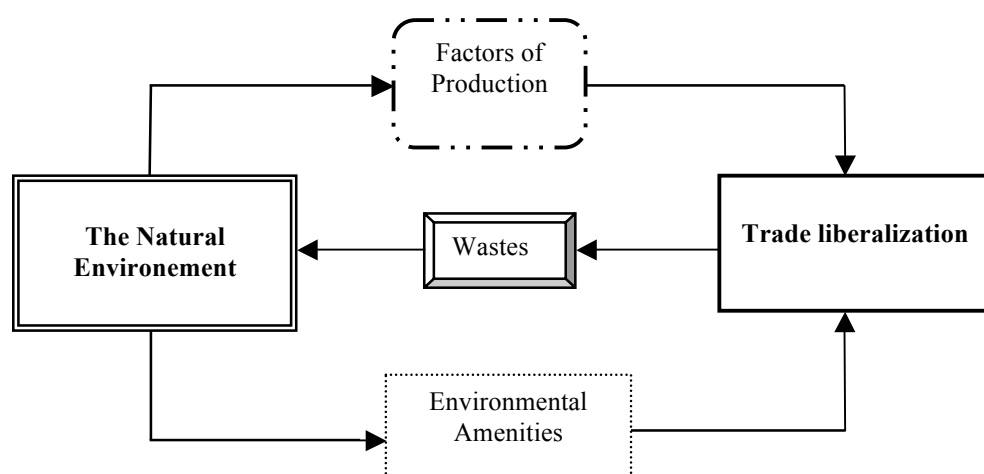 Factors of
Production
The Natural
Environement
Wastes
Trade liberalization
Environmental
Amenities